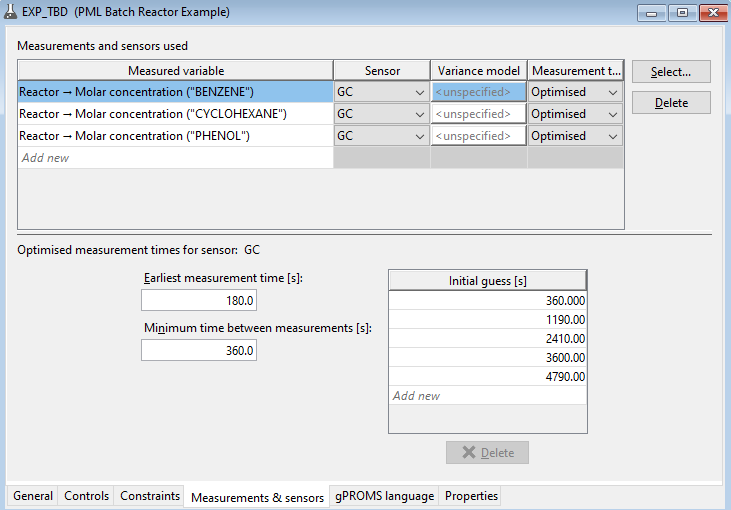 EXP_TBD (PML Batch Reactor Example)
Measurements and sensors used
Measured variable Sensor Variance model Measurement t...
Reactor → Molar concentration ("BENZENE") GC <unspecified> Optimised
Reactor → Molar concentration ("CYCLOHEXANE") GC <unspecified> Optimised
Reactor → Molar concentration ("PHENOL") GC <unspecified> Optimised
Add new
Select...
Delete
Optimised measurement times for sensor: GC
Earliest measurement time [s]:
180.0
Minimum time between measurements [s]:
360.0
Initial guess [s]
360.000
1190.00
2410.00
3600.00
4790.00
Add new
Delete
General Controls Constraints Measurements & sensors gPROMS language Properties